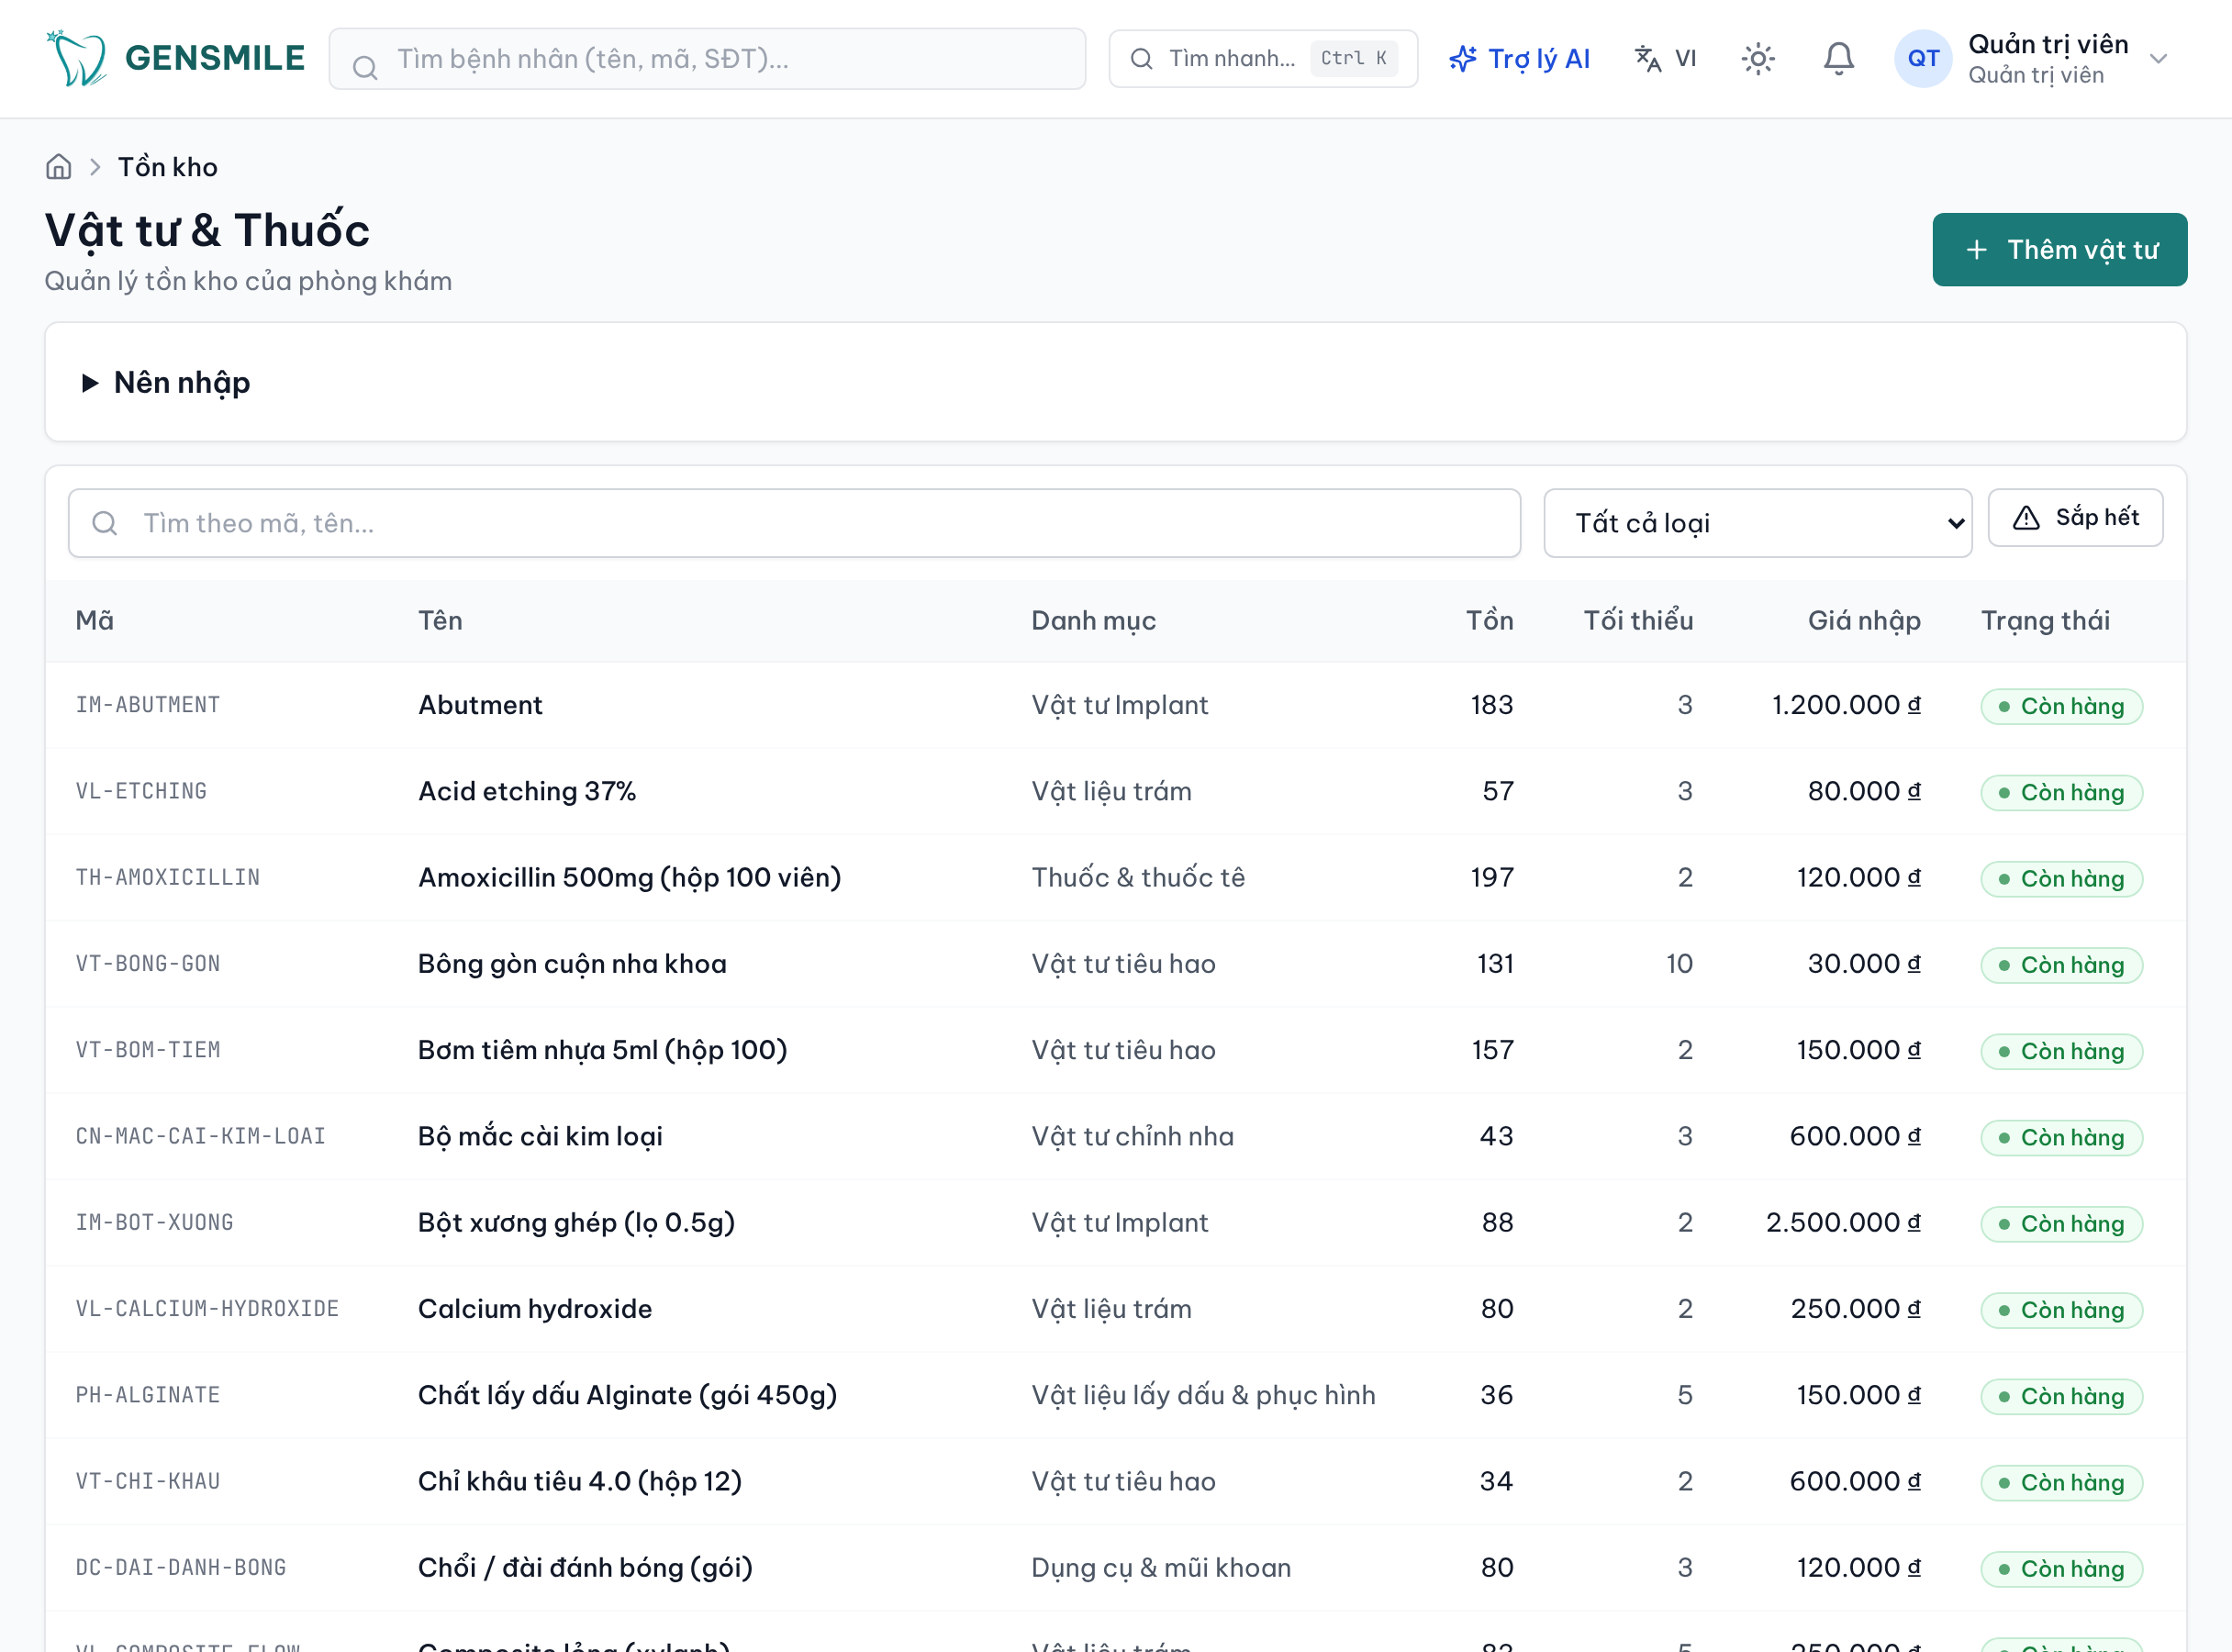 GENSMILE
Tìm bệnh nhân (tên, mã, SĐT)...
Tìm nhanh... Ctrl K
Trợ lý AI
VI
QT
Quản trị viên
Quản trị viên
Tồn kho
Vật tư & Thuốc
Quản lý tồn kho của phòng khám
+ Thêm vật tư
Nên nhập
Tìm theo mã, tên...
Tất cả loại
Sắp hết
Mã Tên Danh mục Tồn Tối thiểu Giá nhập Trạng thái
IM-ABUTMENT Abutment Vật tư Implant 183 3 1.200.000 ₫ Còn hàng
VL-ETCHING Acid etching 37% Vật liệu trám 57 3 80.000 ₫ Còn hàng
TH-AMOXICILLIN Amoxicillin 500mg (hộp 100 viên) Thuốc & thuốc tê 197 2 120.000 ₫ Còn hàng
VT-BONG-GON Bông gòn cuộn nha khoa Vật tư tiêu hao 131 10 30.000 ₫ Còn hàng
VT-BOM-TIEM Bơm tiêm nhựa 5ml (hộp 100) Vật tư tiêu hao 157 2 150.000 ₫ Còn hàng
CN-MAC-CAI-KIM-LOAI Bộ mắc cài kim loại Vật tư chỉnh nha 43 3 600.000 ₫ Còn hàng
IM-BOT-XUONG Bột xương ghép (lọ 0.5g) Vật tư Implant 88 2 2.500.000 ₫ Còn hàng
VL-CALCIUM-HYDROXIDE Calcium hydroxide Vật liệu trám 80 2 250.000 ₫ Còn hàng
PH-ALGINATE Chất lấy dấu Alginate (gói 450g) Vật liệu lấy dấu & phục hình 36 5 150.000 ₫ Còn hàng
VT-CHI-KHAU Chỉ khâu tiêu 4.0 (hộp 12) Vật tư tiêu hao 34 2 600.000 ₫ Còn hàng
DC-DAI-DANH-BONG Chổi / đài đánh bóng (gói) Dụng cụ & mũi khoan 80 3 120.000 ₫ Còn hàng
VL-COMPOSITE-FLOW Composite lỏng (xylanh) Vật liệu trám 5 Còn hàng